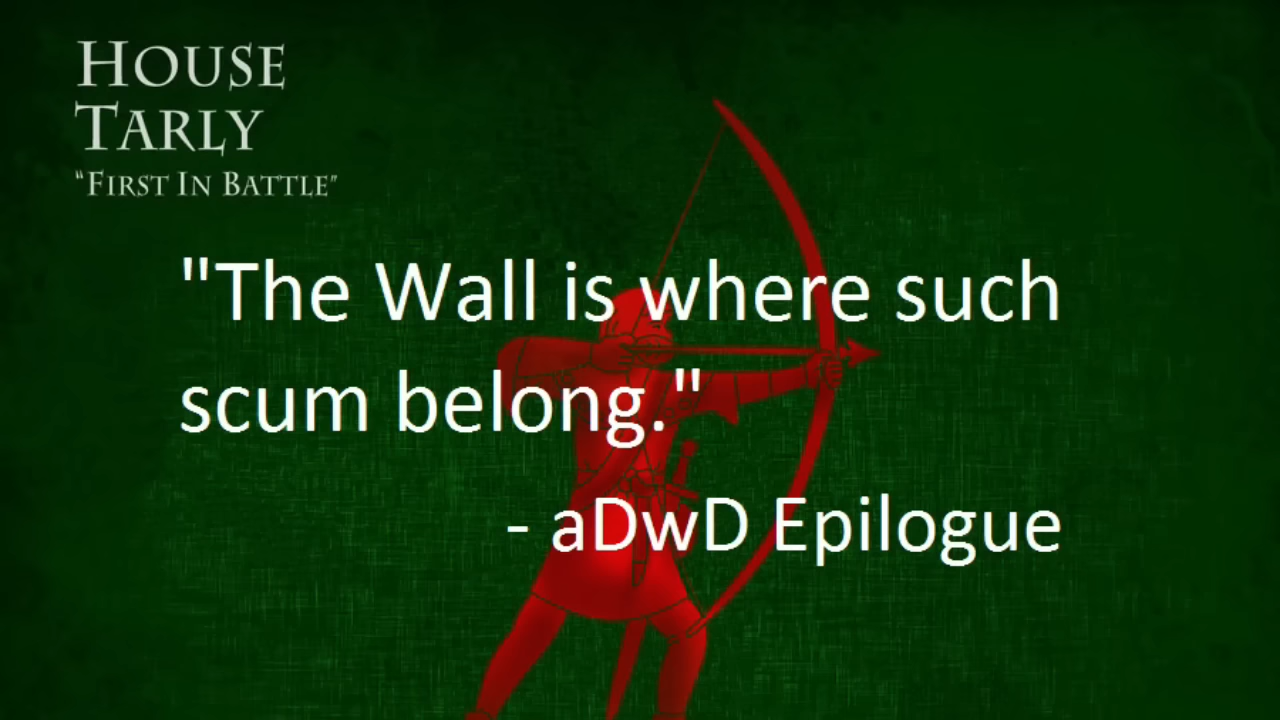 HOUSE
TARLY
"FIRST IN BATTLE"
"The Wall is where such
scum belong."
- aDwD Epilogue